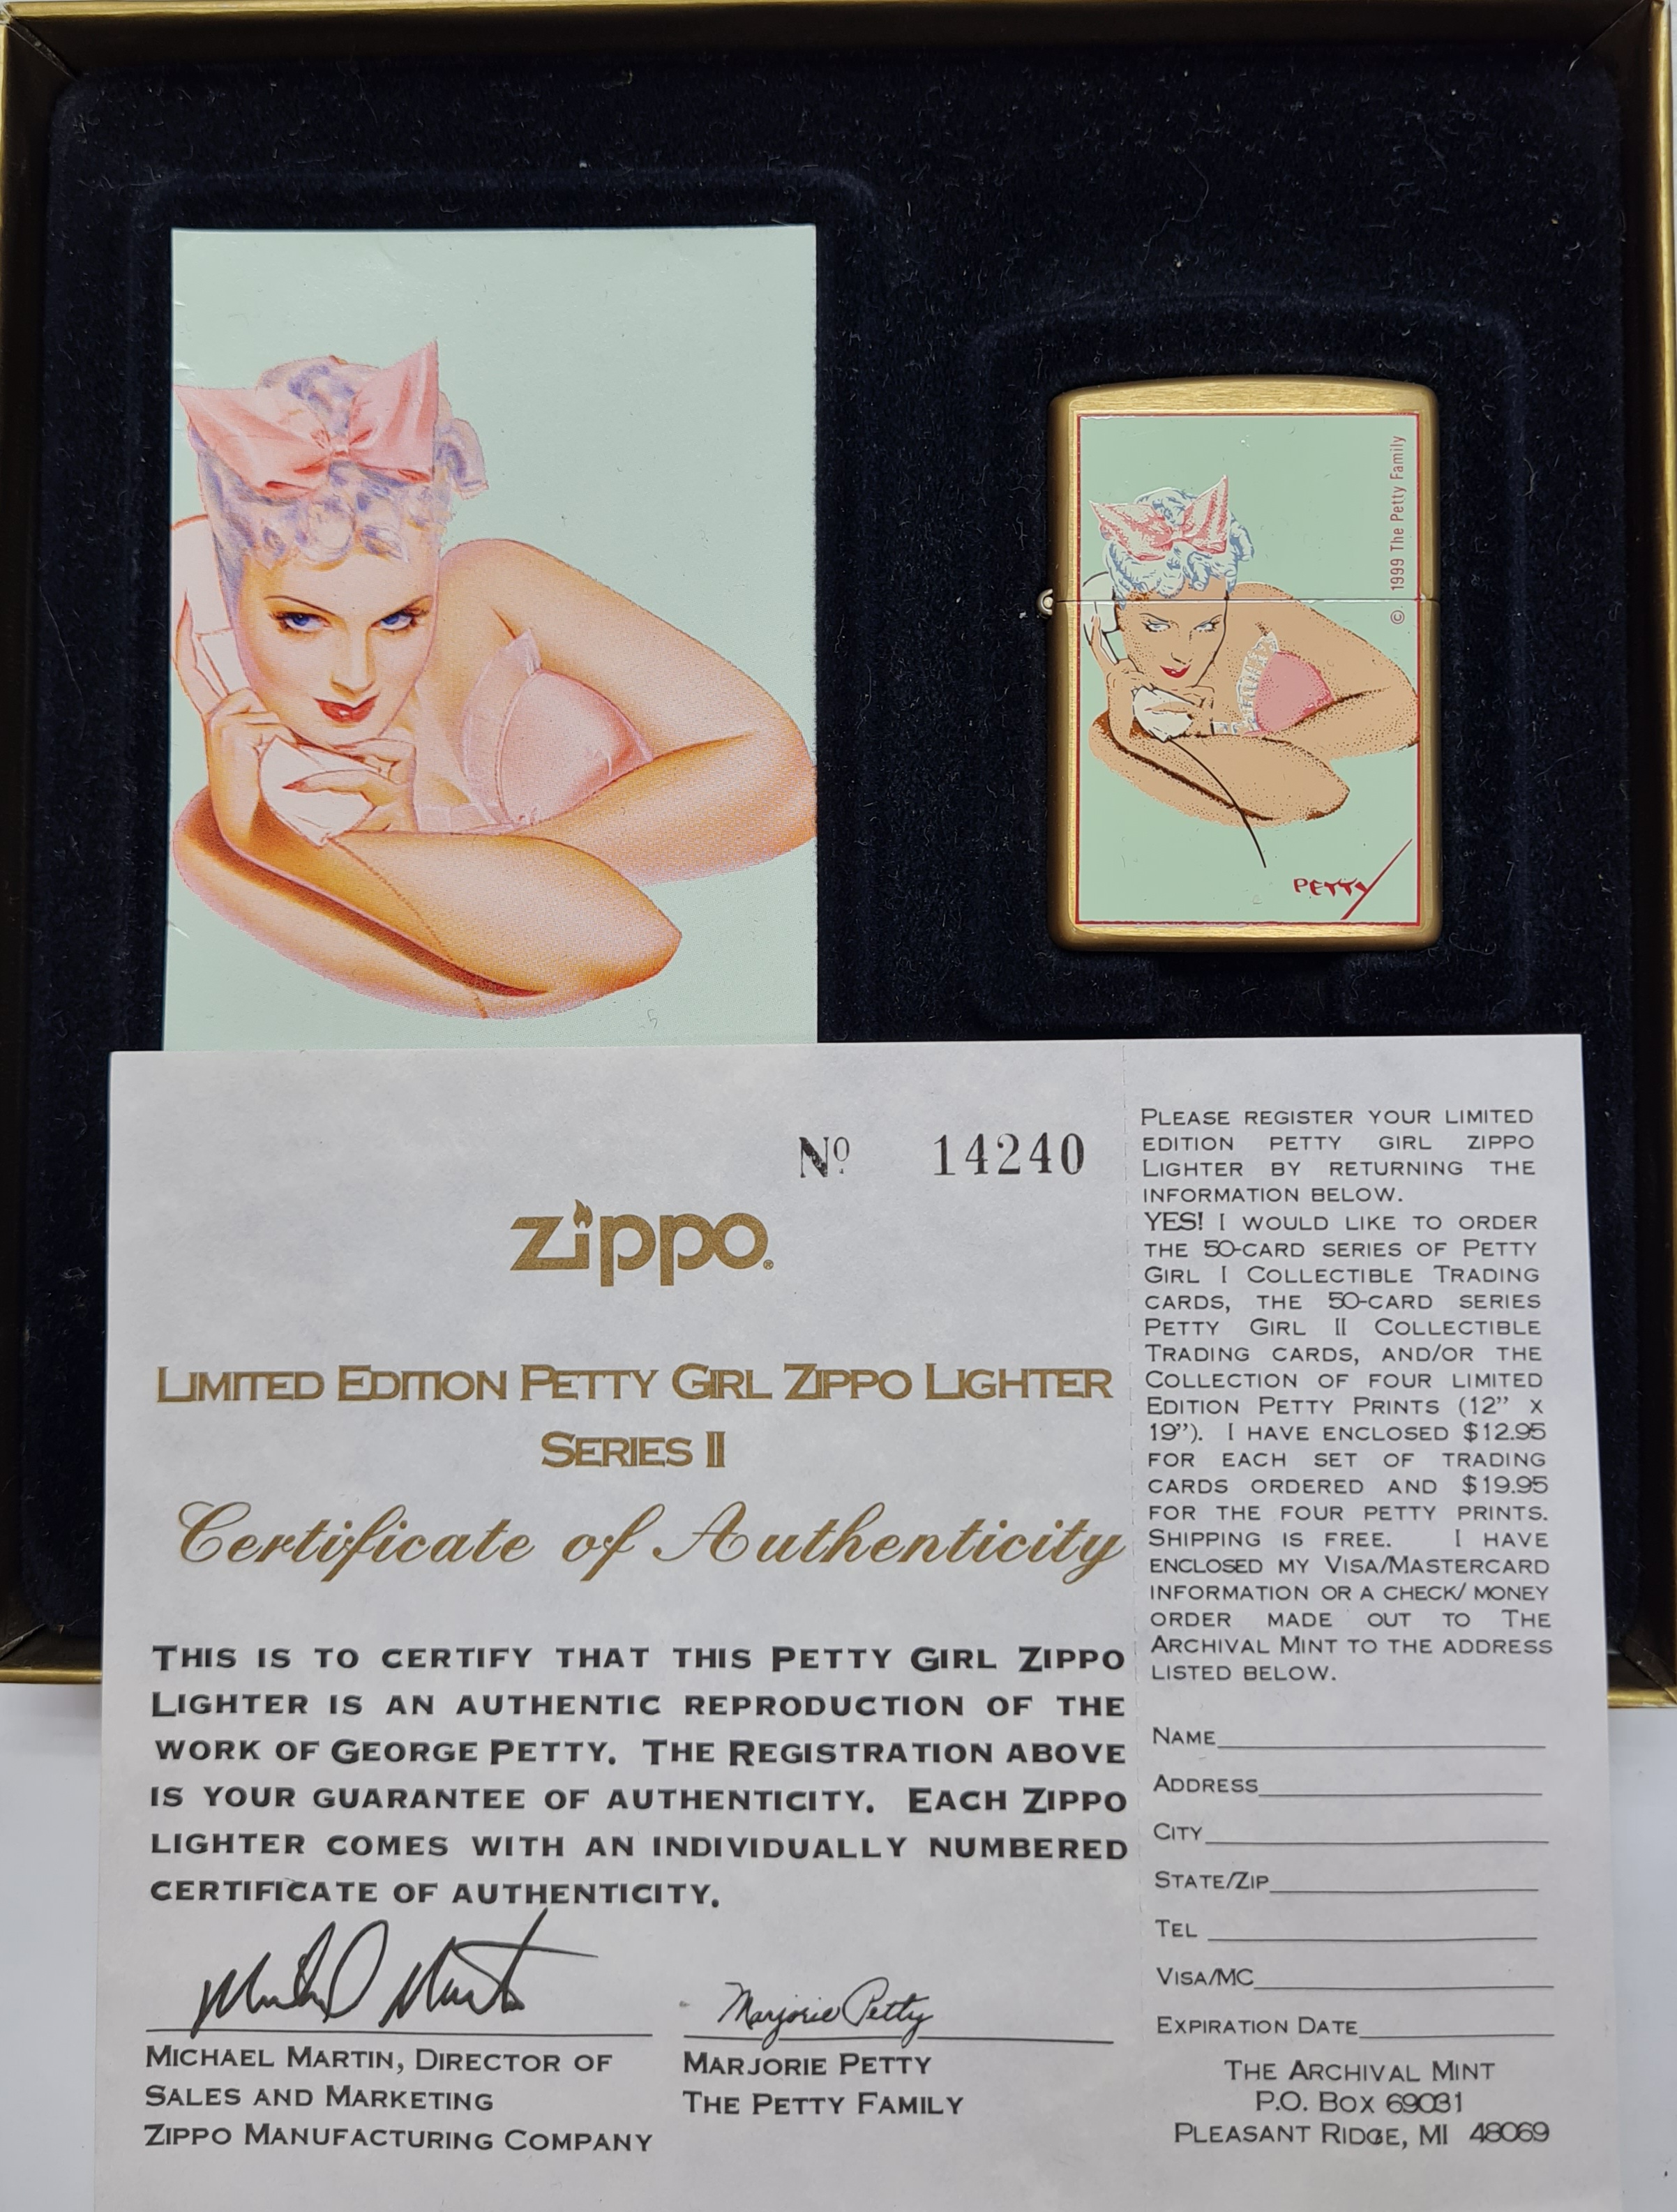 © 1999 The Petty Family
PETTY
Nº 14240
zippo®
LIMITED EDITION PETTY GIRL ZIPPO LIGHTER
SERIES II
Certificate of Authenticity
THIS IS TO CERTIFY THAT THIS PETTY GIRL ZIPPO
LIGHTER IS AN AUTHENTIC REPRODUCTION OF THE
WORK OF GEORGE PETTY. THE REGISTRATION ABOVE
IS YOUR GUARANTEE OF AUTHENTICITY. EACH ZIPPO
LIGHTER COMES WITH AN INDIVIDUALLY NUMBERED
CERTIFICATE OF AUTHENTICITY.
Michael Martin
MICHAEL MARTIN, DIRECTOR OF
SALES AND MARKETING
ZIPPO MANUFACTURING COMPANY
Marjorie Petty
MARJORIE PETTY
THE PETTY FAMILY
PLEASE REGISTER YOUR LIMITED
EDITION PETTY GIRL ZIPPO
LIGHTER BY RETURNING THE
INFORMATION BELOW.
YES! I WOULD LIKE TO ORDER
THE 50-CARD SERIES OF PETTY
GIRL I COLLECTIBLE TRADING
CARDS, THE 50-CARD SERIES
PETTY GIRL II COLLECTIBLE
TRADING CARDS, AND/OR THE
COLLECTION OF FOUR LIMITED
EDITION PETTY PRINTS (12" X
19"). I HAVE ENCLOSED $12.95
FOR EACH SET OF TRADING
CARDS ORDERED AND $19.95
FOR THE FOUR PETTY PRINTS.
SHIPPING IS FREE. I HAVE
ENCLOSED MY VISA/MASTERCARD
INFORMATION OR A CHECK/ MONEY
ORDER MADE OUT TO THE
ARCHIVAL MINT TO THE ADDRESS
LISTED BELOW.
NAME
ADDRESS
CITY
STATE/ZIP
TEL
VISA/MC
EXPIRATION DATE
THE ARCHIVAL MINT
P.O. BOX 69031
PLEASANT RIDGE, MI 48069